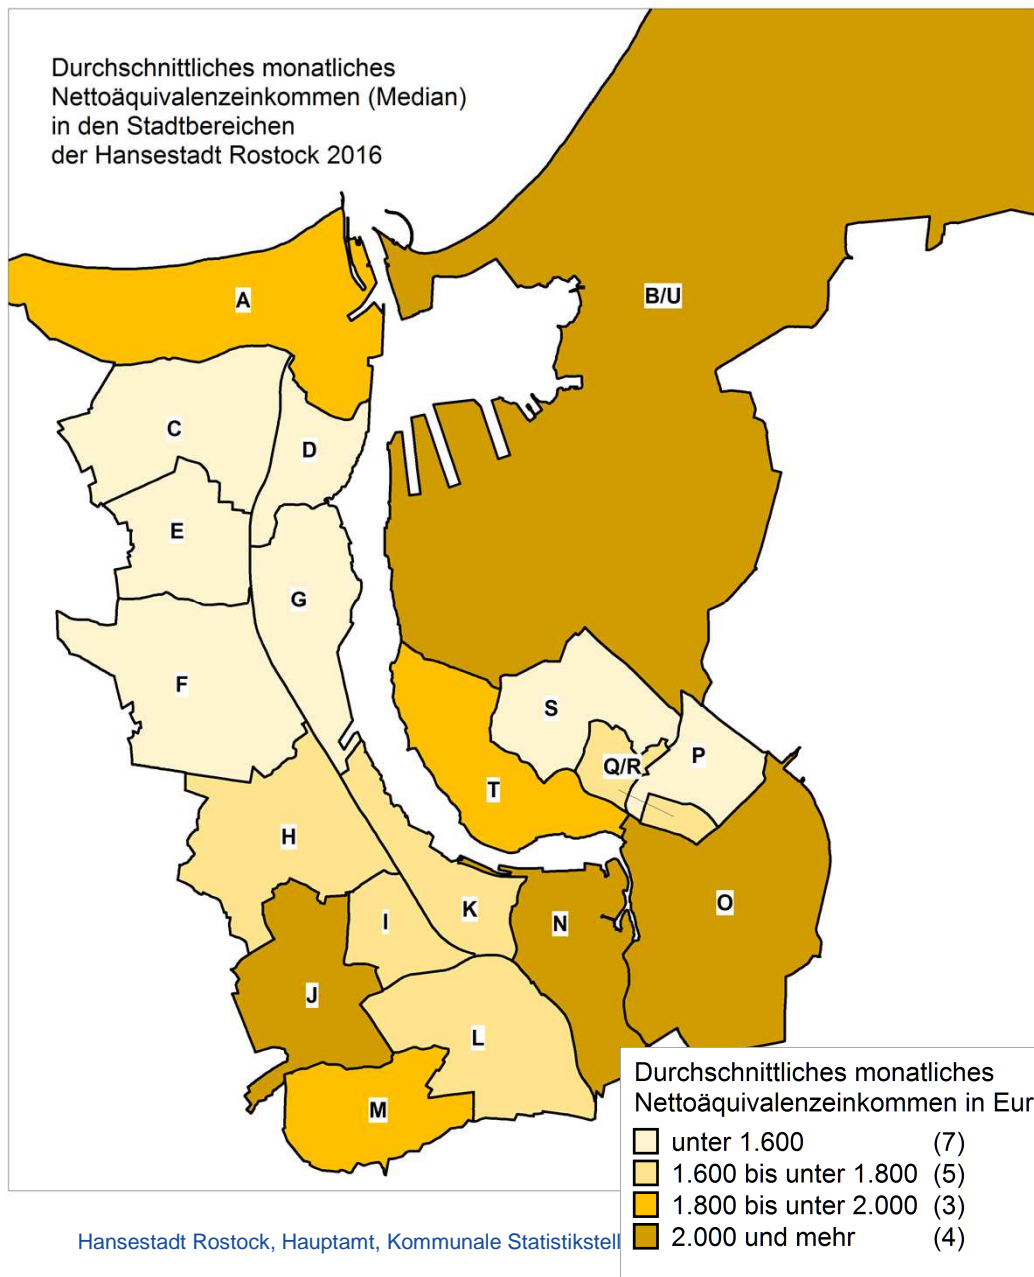 Durchschnittliches monatliches
Nettoäquivalenzeinkommen (Median)
in den Stadtbereichen
der Hansestadt Rostock 2016
A
B/U
C
D
E
G
F
S
Q/R
P
T
H
K
I
N
O
J
L
M
Durchschnittliches monatliches
Nettoäquivalenzeinkommen in Eur
unter 1.600 (7)
1.600 bis unter 1.800 (5)
1.800 bis unter 2.000 (3)
2.000 und mehr (4)
Hansestadt Rostock, Hauptamt, Kommunale Statistikstell